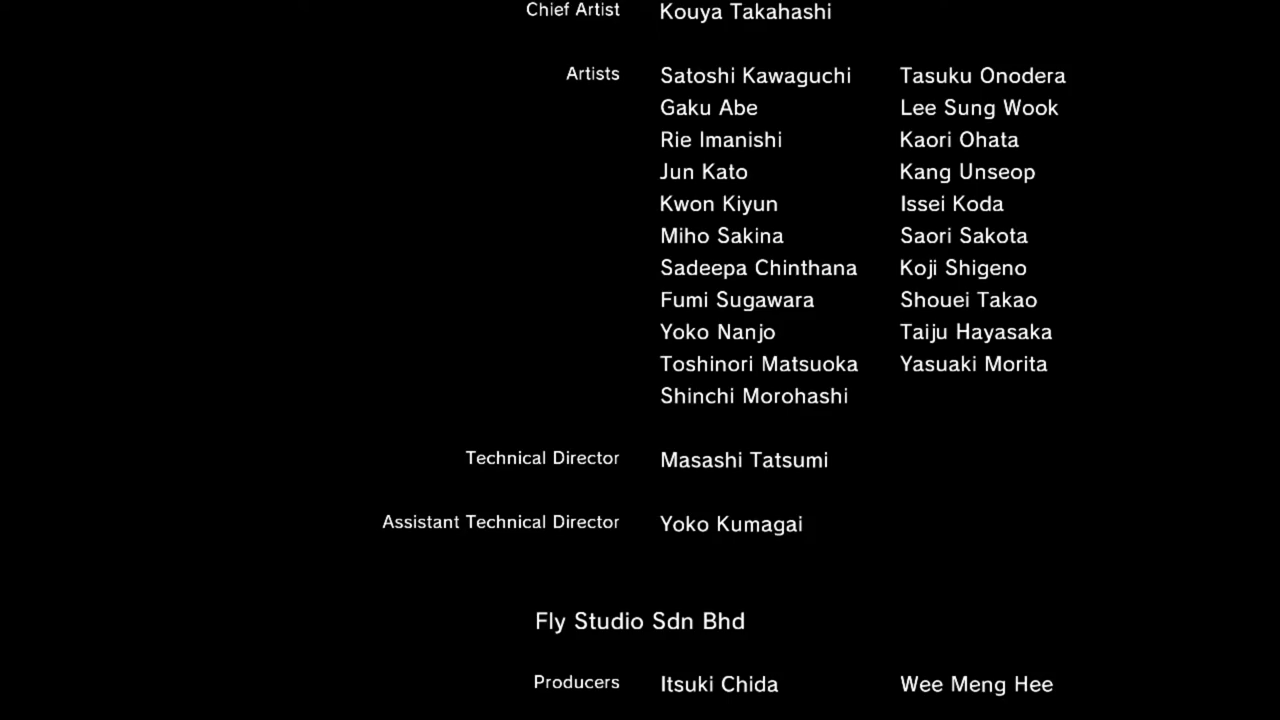 Chief Artist Kouya Takahashi
Artists Satoshi Kawaguchi Tasuku Onodera
Gaku Abe Lee Sung Wook
Rie Imanishi Kaori Ohata
Jun Kato Kang Unseop
Kwon Kiyun Issei Koda
Miho Sakina Saori Sakota
Sadeepa Chinthana Koji Shigeno
Fumi Sugawara Shouei Takao
Yoko Nanjo Taiju Hayasaka
Toshinori Matsuoka Yasuaki Morita
Shinchi Morohashi
Technical Director Masashi Tatsumi
Assistant Technical Director Yoko Kumagai
Fly Studio Sdn Bhd
Producers Itsuki Chida Wee Meng Hee